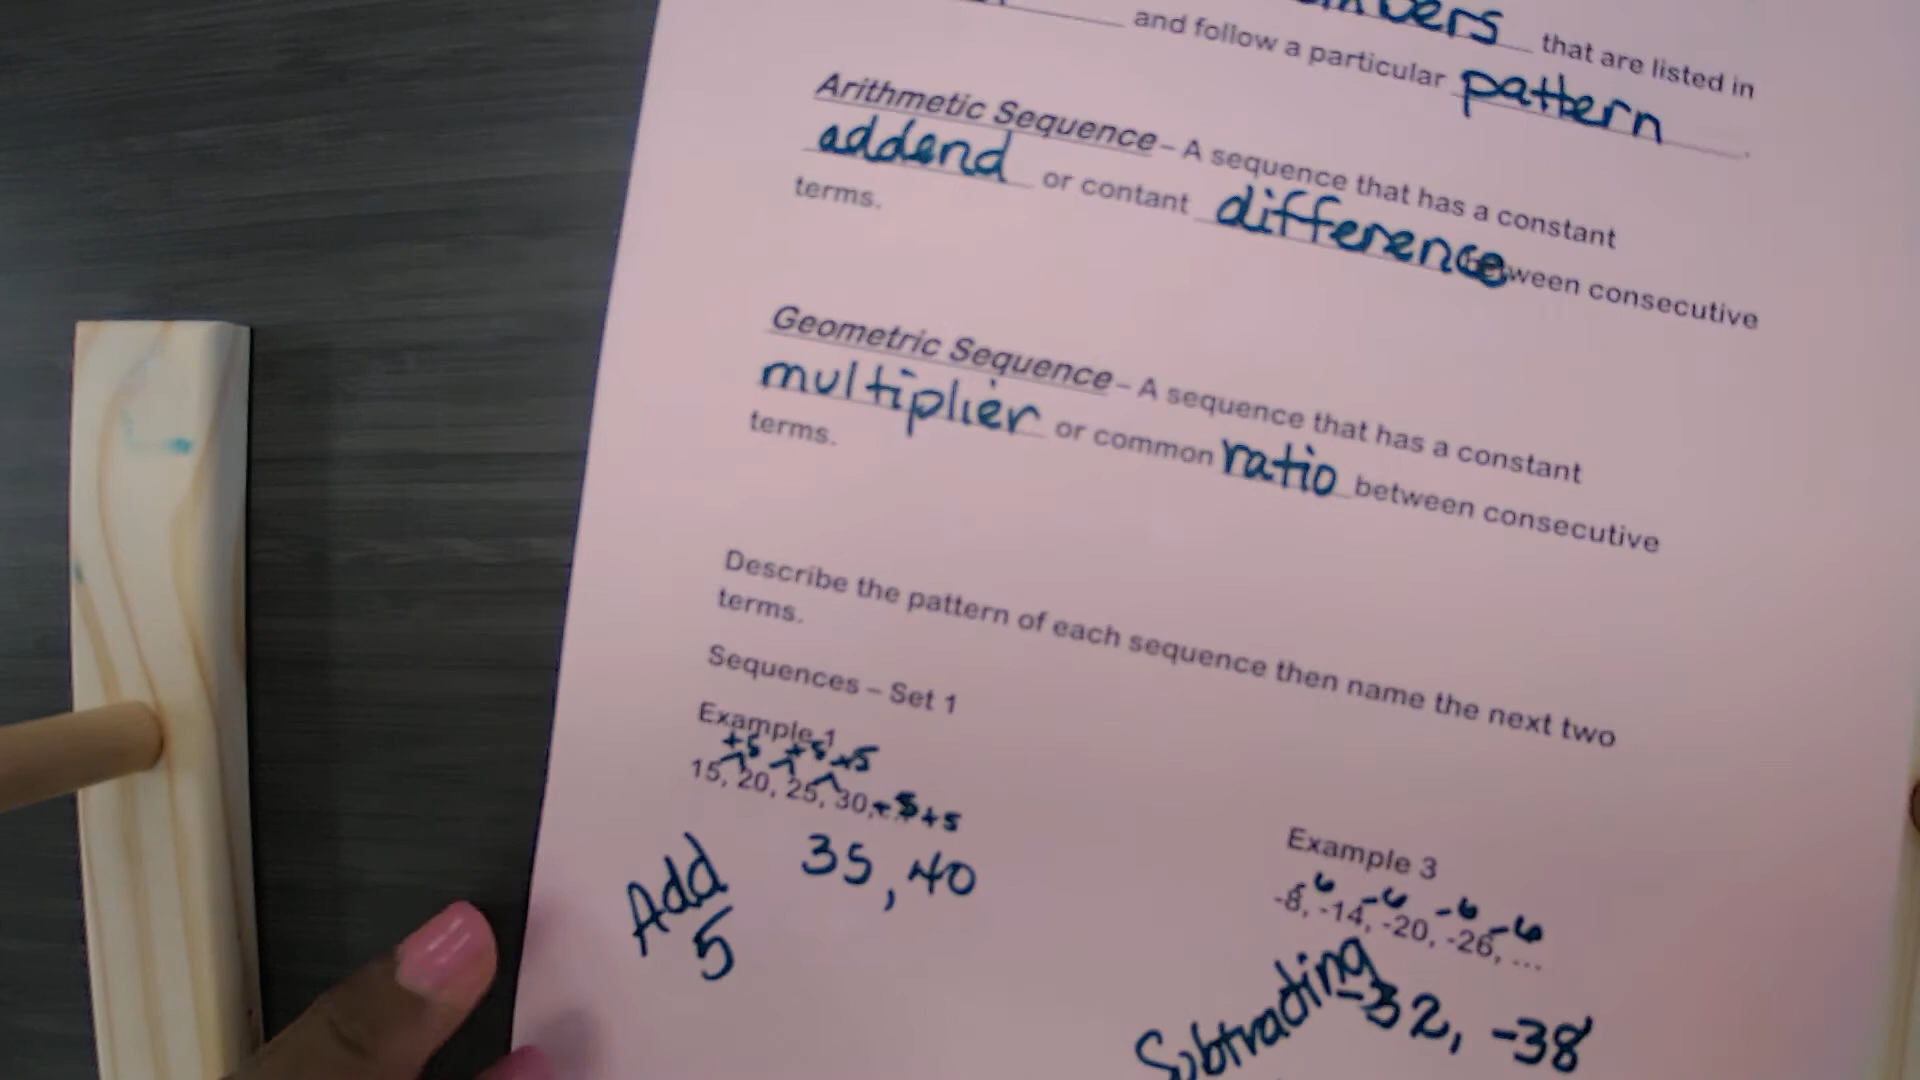 mbers that are listed in
and follow a particular pattern.
Arithmetic Sequence – A sequence that has a constant
addend or contant difference between consecutive
terms.
Geometric Sequence – A sequence that has a constant
multiplier or common ratio between consecutive
terms.
Describe the pattern of each sequence then name the next two
terms.
Sequences – Set 1
Example 1
+5 +5 +5
15, 20, 25, 30, +5
35, 40
Add
5
Example 3
6 -6 -6 -6
-8, -14, -20, -26, ...
Subtracting
-32, -38